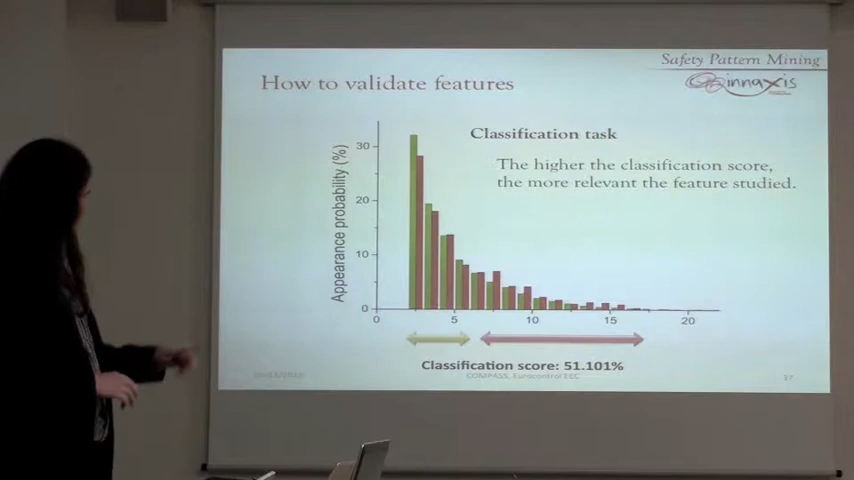 Safety Pattern Mining
How to validate features
innaxis
Classification task
The higher the classification score,
the more relevant the feature studied.
Appearance probability (%)
30
20
10
0
0 5 10 15 20
Classification score: 51.101%
COMPASS, Eurocontrol EEC
37